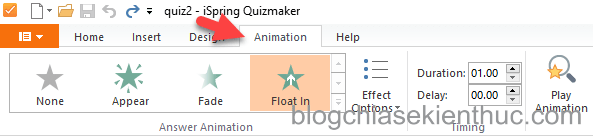 quiz2 - iSpring Quizmaker
Home Insert Design Animation Help
None Appear Fade Float In
Effect Options
Duration: 01.00
Delay: 00.00
Play Animation
Answer Animation Timing
blogchiasekienthuc.com